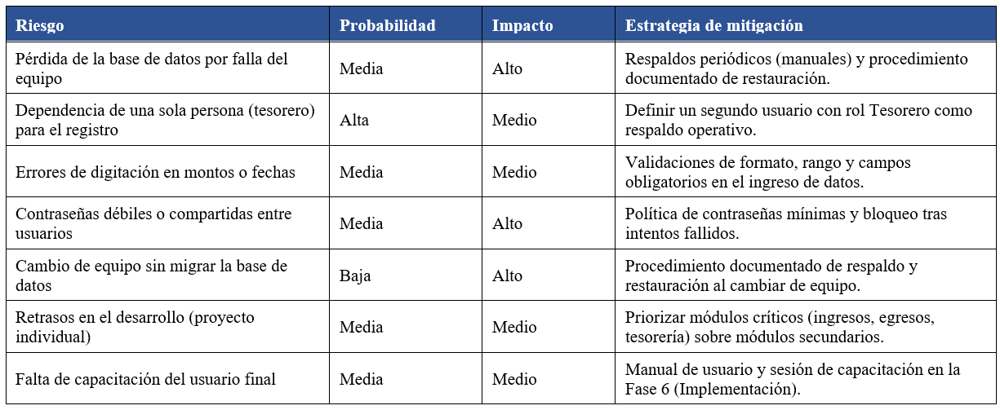 Riesgo Probabilidad Impacto Estrategia de mitigación
Pérdida de la base de datos por falla del
equipo
Media
Alto
Respaldos periódicos (manuales) y procedimiento
documentado de restauración.
Dependencia de una sola persona (tesorero)
para el registro
Alta
Medio
Definir un segundo usuario con rol Tesorero como
respaldo operativo.
Errores de digitación en montos o fechas
Media
Medio
Validaciones de formato, rango y campos
obligatorios en el ingreso de datos.
Contraseñas débiles o compartidas entre
usuarios
Media
Alto
Política de contraseñas mínimas y bloqueo tras
intentos fallidos.
Cambio de equipo sin migrar la base de
datos
Baja
Alto
Procedimiento documentado de respaldo y
restauración al cambiar de equipo.
Retrasos en el desarrollo (proyecto
individual)
Media
Medio
Priorizar módulos críticos (ingresos, egresos,
tesorería) sobre módulos secundarios.
Falta de capacitación del usuario final
Media
Medio
Manual de usuario y sesión de capacitación en la
Fase 6 (Implementación).